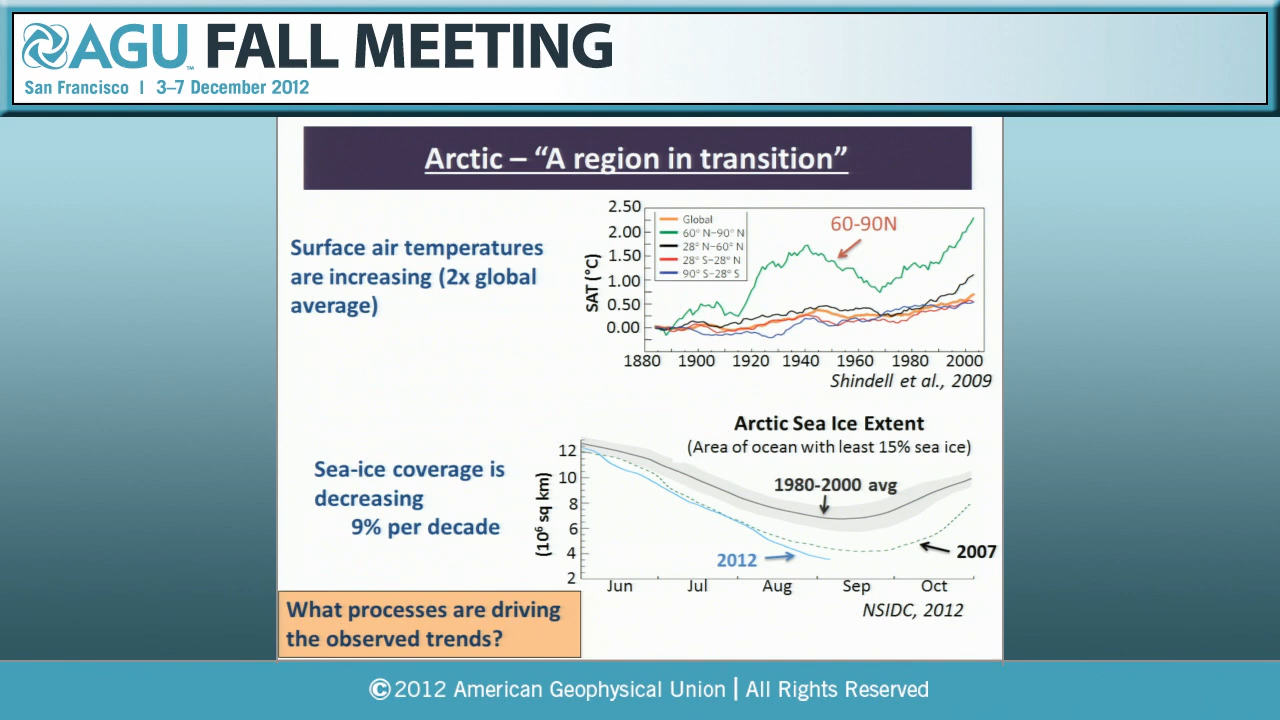 AGU FALL MEETING
San Francisco | 3–7 December 2012
Arctic – “A region in transition”
Surface air temperatures
are increasing (2x global
average)
2.50
2.00
1.50
1.00
0.50
0.00
SAT (°C)
Global
60° N–90° N
28° N–60° N
28° S–28° N
90° S–28° S
60-90N
1880 1900 1920 1940 1960 1980 2000
Shindell et al., 2009
Sea-ice coverage is
decreasing
9% per decade
Arctic Sea Ice Extent
(Area of ocean with least 15% sea ice)
12
10
8
6
4
2
(10⁶ sq km)
1980-2000 avg
2012
2007
Jun Jul Aug Sep Oct
NSIDC, 2012
What processes are driving
the observed trends?
©2012 American Geophysical Union | All Rights Reserved